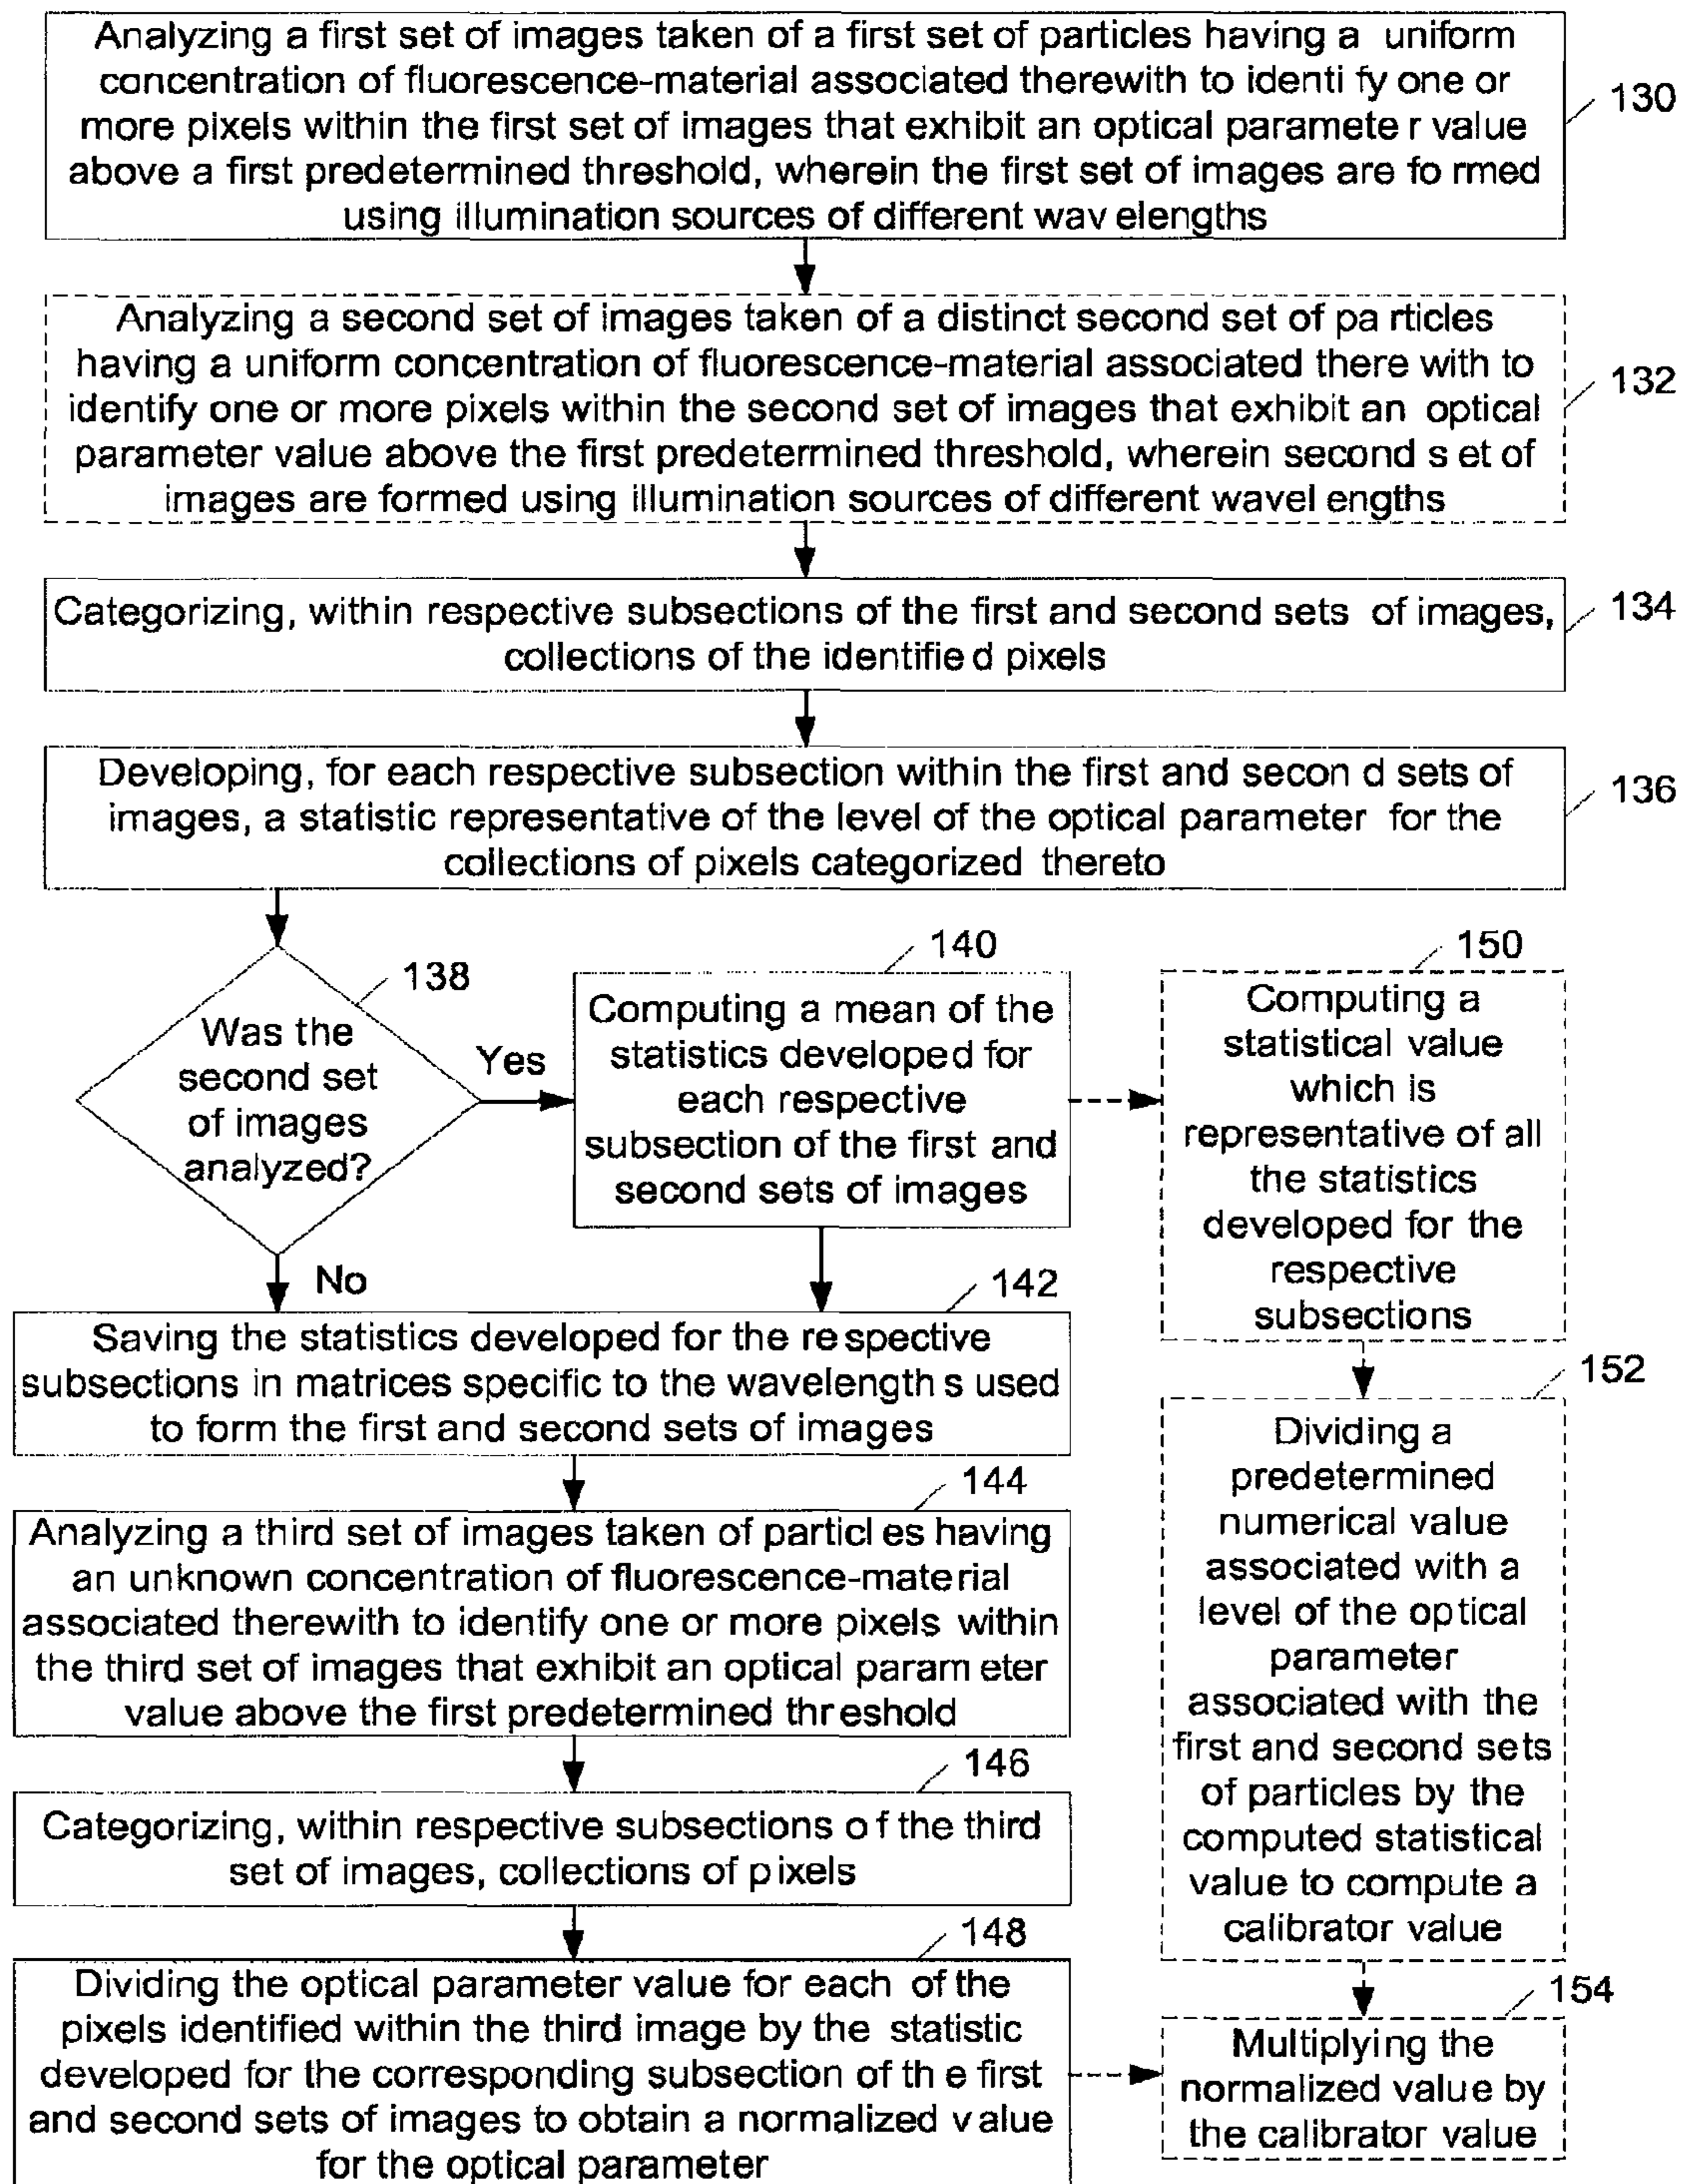 Analyzing a first set of images taken of a first set of particles having a uniform
concentration of fluorescence-material associated therewith to identi fy one or
more pixels within the first set of images that exhibit an optical paramete r value
above a first predetermined threshold, wherein the first set of images are fo rmed
using illumination sources of different wav elengths
130
Analyzing a second set of images taken of a distinct second set of pa rticles
having a uniform concentration of fluorescence-material associated there with to
identify one or more pixels within the second set of images that exhibit an optical
parameter value above the first predetermined threshold, wherein second s et of
images are formed using illumination sources of different wavel engths
132
Categorizing, within respective subsections of the first and second sets of images,
collections of the identifie d pixels
134
Developing, for each respective subsection within the first and secon d sets of
images, a statistic representative of the level of the optical parameter for the
collections of pixels categorized thereto
136
138
Was the
second set
of images
analyzed?
Yes
No
140
Computing a mean of the
statistics developed for
each respective
subsection of the first and
second sets of images
150
Computing a
statistical value
which is
representative of all
the statistics
developed for the
respective
subsections
142
Saving the statistics developed for the re spective
subsections in matrices specific to the wavelength s used
to form the first and second sets of images
152
Dividing a
predetermined
numerical value
associated with a
level of the optical
parameter
associated with the
first and second sets
of particles by the
computed statistical
value to compute a
calibrator value
144
Analyzing a third set of images taken of particl es having
an unknown concentration of fluorescence-mate rial
associated therewith to identify one or more pixels within
the third set of images that exhibit an optical param eter
value above the first predetermined thr eshold
146
Categorizing, within respective subsections o f the third
set of images, collections of p ixels
148
Dividing the optical parameter value for each of the
pixels identified within the third image by the statistic
developed for the corresponding subsection of th e first
and second sets of images to obtain a normalized v alue
for the optical parameter
154
Multiplying the
normalized value by
the calibrator value